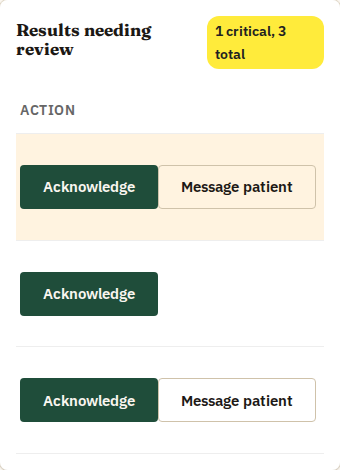 Results needing
review
1 critical, 3
total
ACTION
Acknowledge Message patient
Acknowledge
Acknowledge Message patient